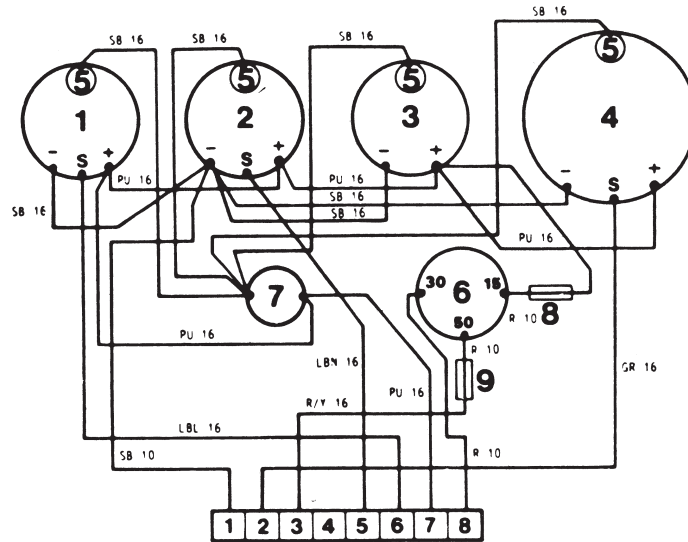 SB 16
SB 16
SB 16
SB 16
5
5
5
5
1
2
3
4
- S +
- S +
- +
- S +
PU 16
PU 16
SB 16
SB 16
SB 16
PU 16
7
30
6
15
50
8
R 10
PU 16
LBN 16
R 10
9
GR 16
R/Y 16
PU 16
LBL 16
SB 10
R 10
1 2 3 4 5 6 7 8